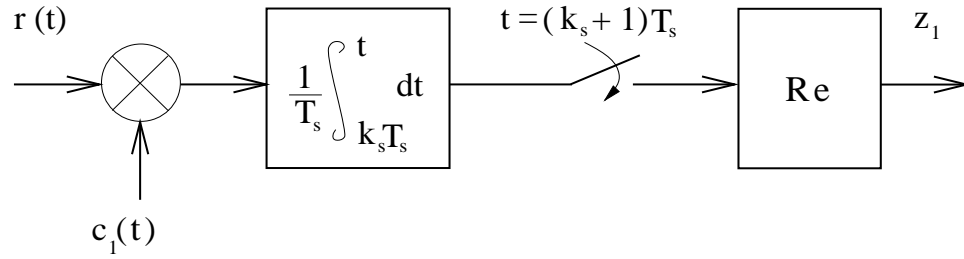 r (t)
t = (k_s + 1)T_s
z_1
1/T_s ∫ t k_sT_s dt
Re
c_1(t)